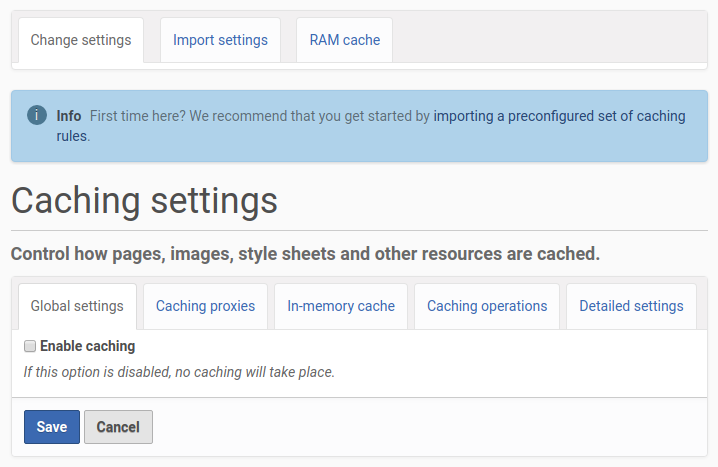 Change settings Import settings RAM cache
i Info First time here? We recommend that you get started by importing a preconfigured set of caching
rules.
Caching settings
Control how pages, images, style sheets and other resources are cached.
Global settings Caching proxies In-memory cache Caching operations Detailed settings
Enable caching
If this option is disabled, no caching will take place.
Save Cancel